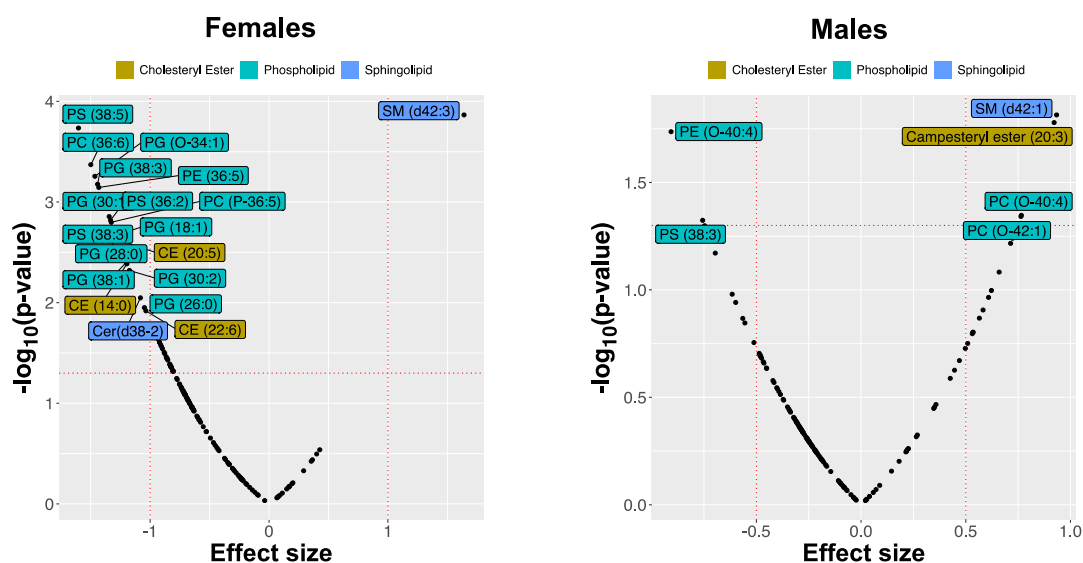 Females
Cholesteryl Ester Phospholipid Sphingolipid
4
3
2
1
0
-log10(p-value)
PS (38:5)
SM (d42:3)
PC (36:6)
PG (O-34:1)
PG (38:3)
PE (36:5)
PG (30:1
PS (36:2)
PC (P-36:5)
PS (38:3)
PG (18:1)
PG (28:0)
CE (20:5)
PG (38:1)
PG (30:2)
CE (14:0)
PG (26:0)
Cer(d38-2)
CE (22:6)
-1 0 1
Effect size
Males
Cholesteryl Ester Phospholipid Sphingolipid
1.5
1.0
0.5
0.0
-log10(p-value)
SM (d42:1)
PE (O-40:4)
Campesteryl ester (20:3)
PC (O-40:4)
PS (38:3)
PC (O-42:1)
-0.5 0.0 0.5 1.0
Effect size